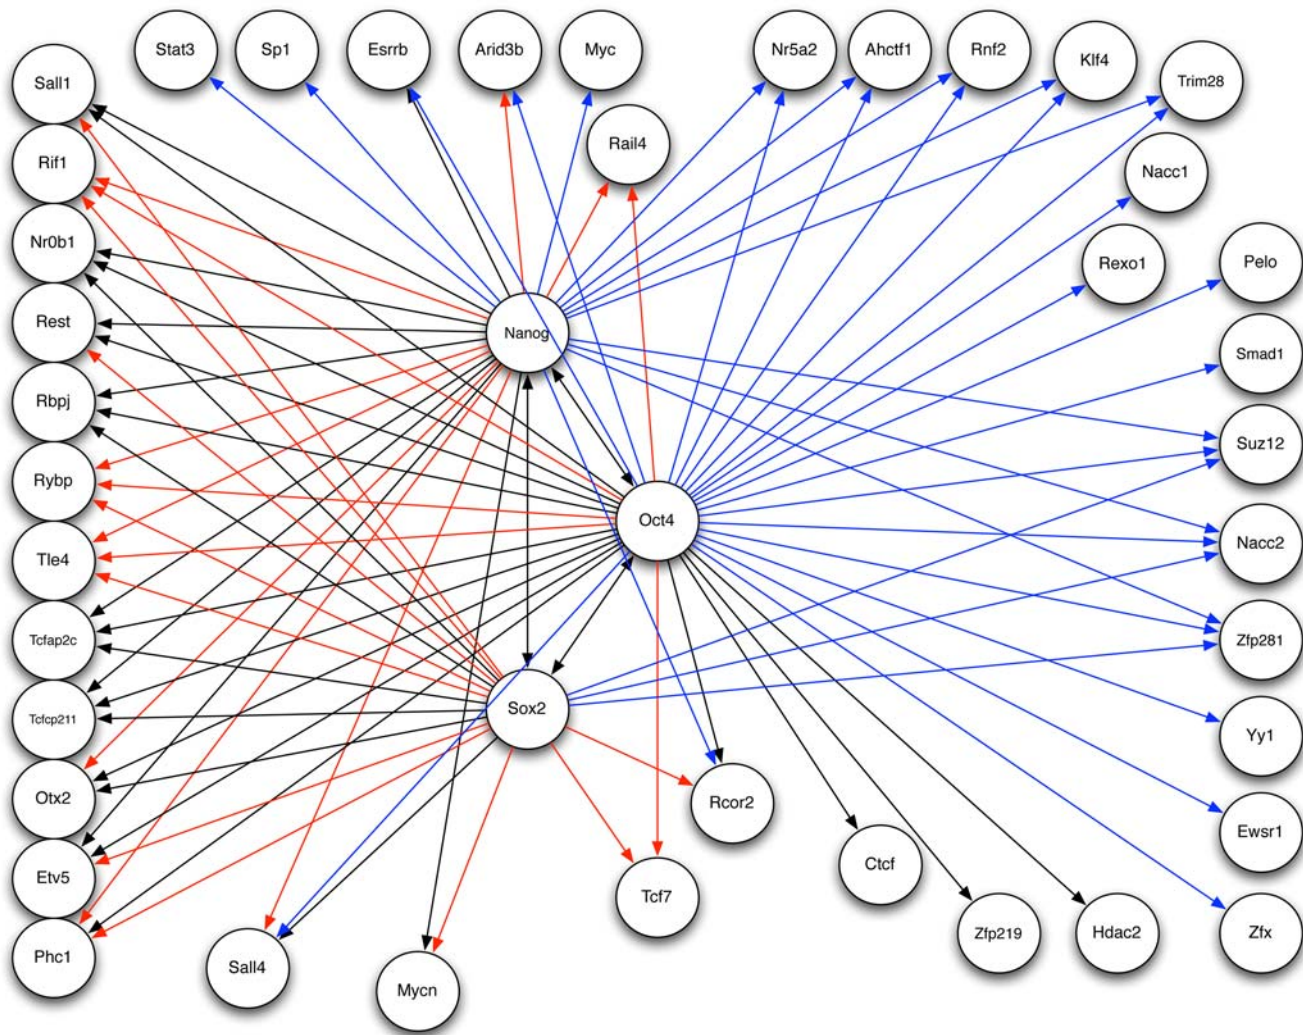 Stat3
Sp1
Esrrb
Arid3b
Myc
Nr5a2
Ahctf1
Rnf2
Klf4
Trim28
Sall1
Rail4
Rif1
Nacc1
Nr0b1
Rexo1
Pelo
Rest
Nanog
Smad1
Rbpj
Suz12
Rybp
Oct4
Nacc2
Tle4
Tcfap2c
Zfp281
Tcfcp211
Sox2
Yy1
Otx2
Rcor2
Ewsr1
Etv5
Ctcf
Tcf7
Zfp219
Hdac2
Zfx
Phc1
Sall4
Mycn